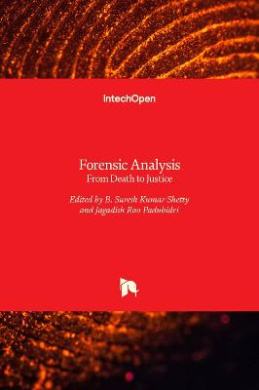 IntechOpen
Forensic Analysis
From Death to Justice
Edited by B. Suresh Kumar Shetty
and Jagadish Rao Padubidri